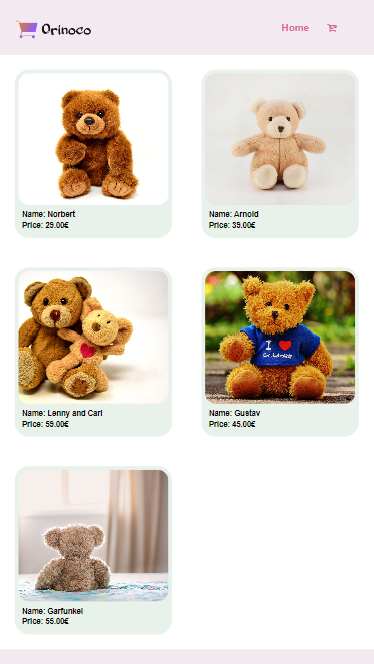 Orinoco
Home
Name: Norbert
Price: 29.00€
Name: Arnold
Price: 39.00€
Name: Lenny and Carl
Price: 59.00€
I
Name: Gustav
Price: 45.00€
Name: Garfunkel
Price: 55.00€